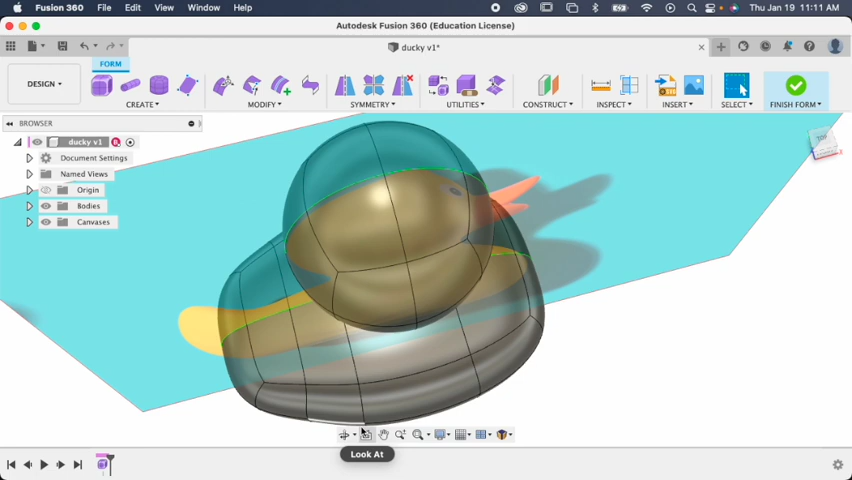 Fusion 360 File Edit View Window Help Thu Jan 19 11:11 AM
Autodesk Fusion 360 (Education License)
ducky v1*
FORM
DESIGN
CREATE MODIFY SYMMETRY UTILITIES CONSTRUCT INSPECT INSERT SELECT FINISH FORM
BROWSER
ducky v1
Document Settings
Named Views
Origin
Bodies
Canvases
TOP
Look At